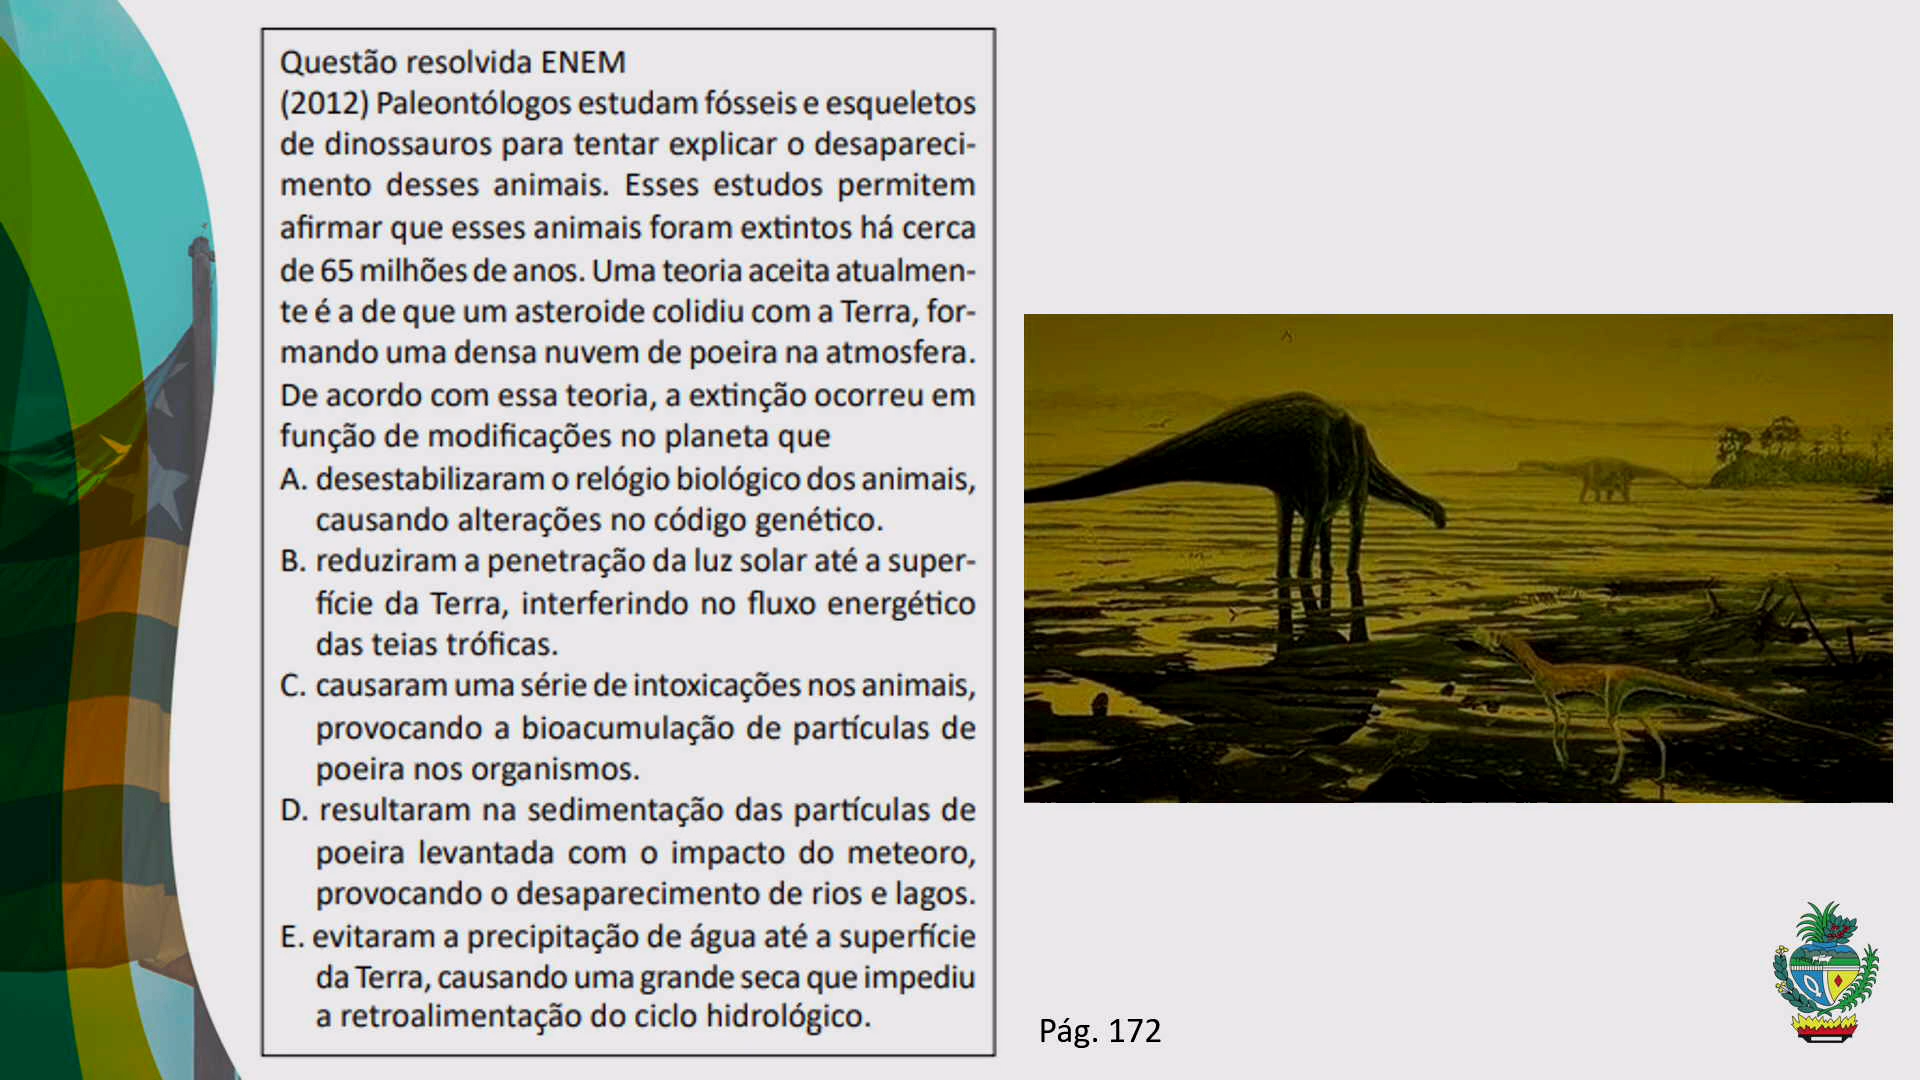 Questão resolvida ENEM
(2012) Paleontólogos estudam fósseis e esqueletos
de dinossauros para tentar explicar o desapareci-
mento desses animais. Esses estudos permitem
afirmar que esses animais foram extintos há cerca
de 65 milhões de anos. Uma teoria aceita atualmen-
te é a de que um asteroide colidiu com a Terra, for-
mando uma densa nuvem de poeira na atmosfera.
De acordo com essa teoria, a extinção ocorreu em
função de modificações no planeta que
A. desestabilizaram o relógio biológico dos animais,
causando alterações no código genético.
B. reduziram a penetração da luz solar até a super-
fície da Terra, interferindo no fluxo energético
das teias tróficas.
C. causaram uma série de intoxicações nos animais,
provocando a bioacumulação de partículas de
poeira nos organismos.
D. resultaram na sedimentação das partículas de
poeira levantada com o impacto do meteoro,
provocando o desaparecimento de rios e lagos.
E. evitaram a precipitação de água até a superfície
da Terra, causando uma grande seca que impediu
a retroalimentação do ciclo hidrológico.
Pág. 172